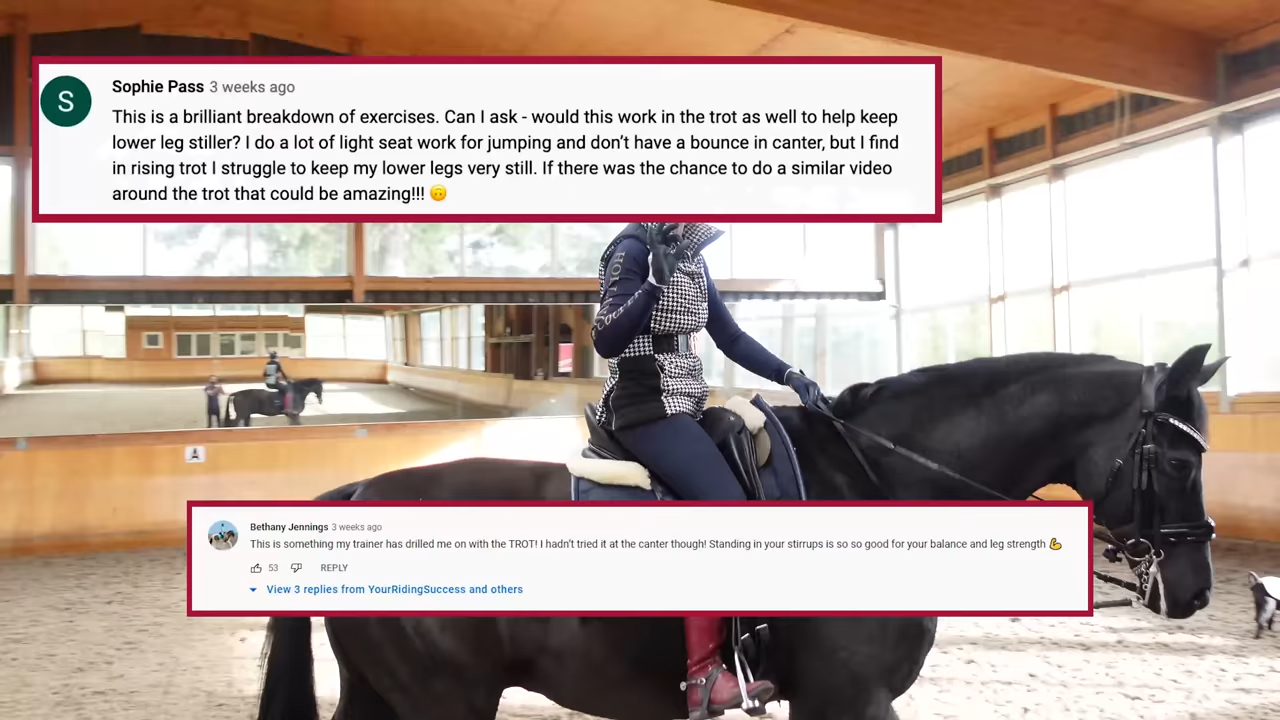 S
Sophie Pass 3 weeks ago
This is a brilliant breakdown of exercises. Can I ask - would this work in the trot as well to help keep
lower leg stiller? I do a lot of light seat work for jumping and don’t have a bounce in canter, but I find
in rising trot I struggle to keep my lower legs very still. If there was the chance to do a similar video
around the trot that could be amazing!!! 🙃
A
Bethany Jennings 3 weeks ago
This is something my trainer has drilled me on with the TROT! I hadn’t tried it at the canter though! Standing in your stirrups is so so good for your balance and leg strength 💪
53 REPLY
View 3 replies from YourRidingSuccess and others